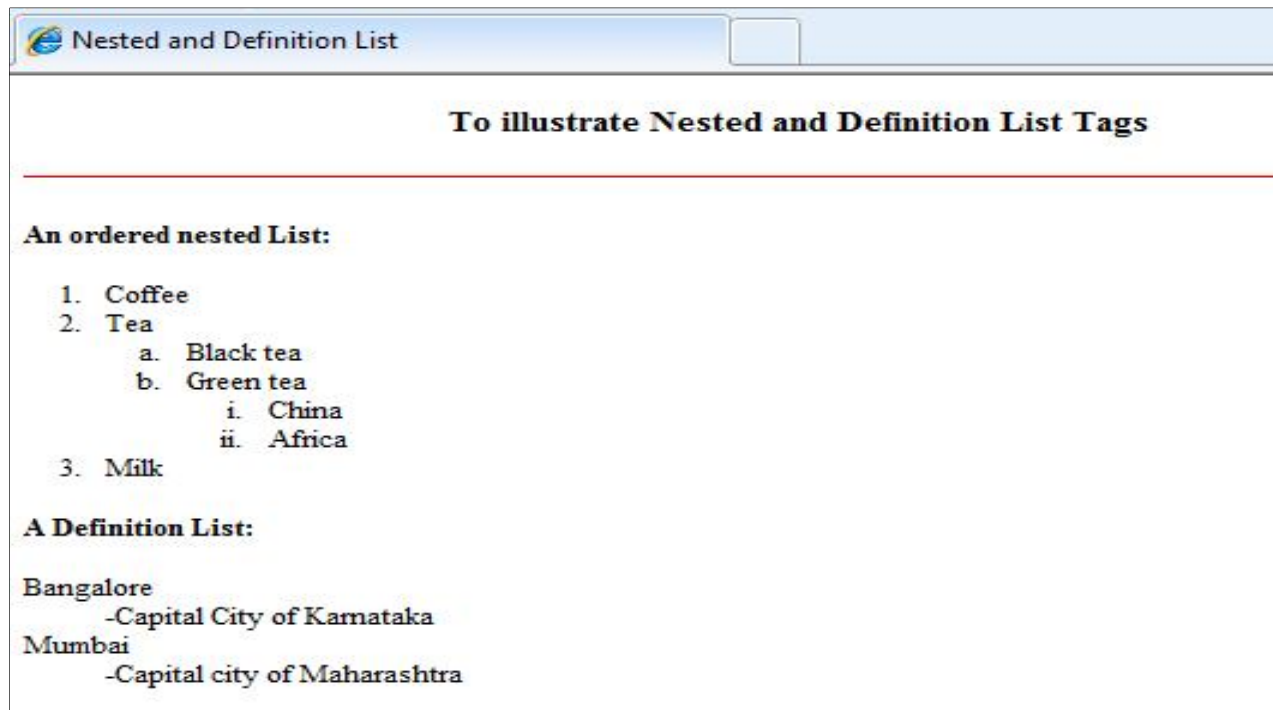 Nested and Definition List
To illustrate Nested and Definition List Tags
An ordered nested List:
1. Coffee
2. Tea
a. Black tea
b. Green tea
i. China
ii. Africa
3. Milk
A Definition List:
Bangalore
-Capital City of Karnataka
Mumbai
-Capital city of Maharashtra